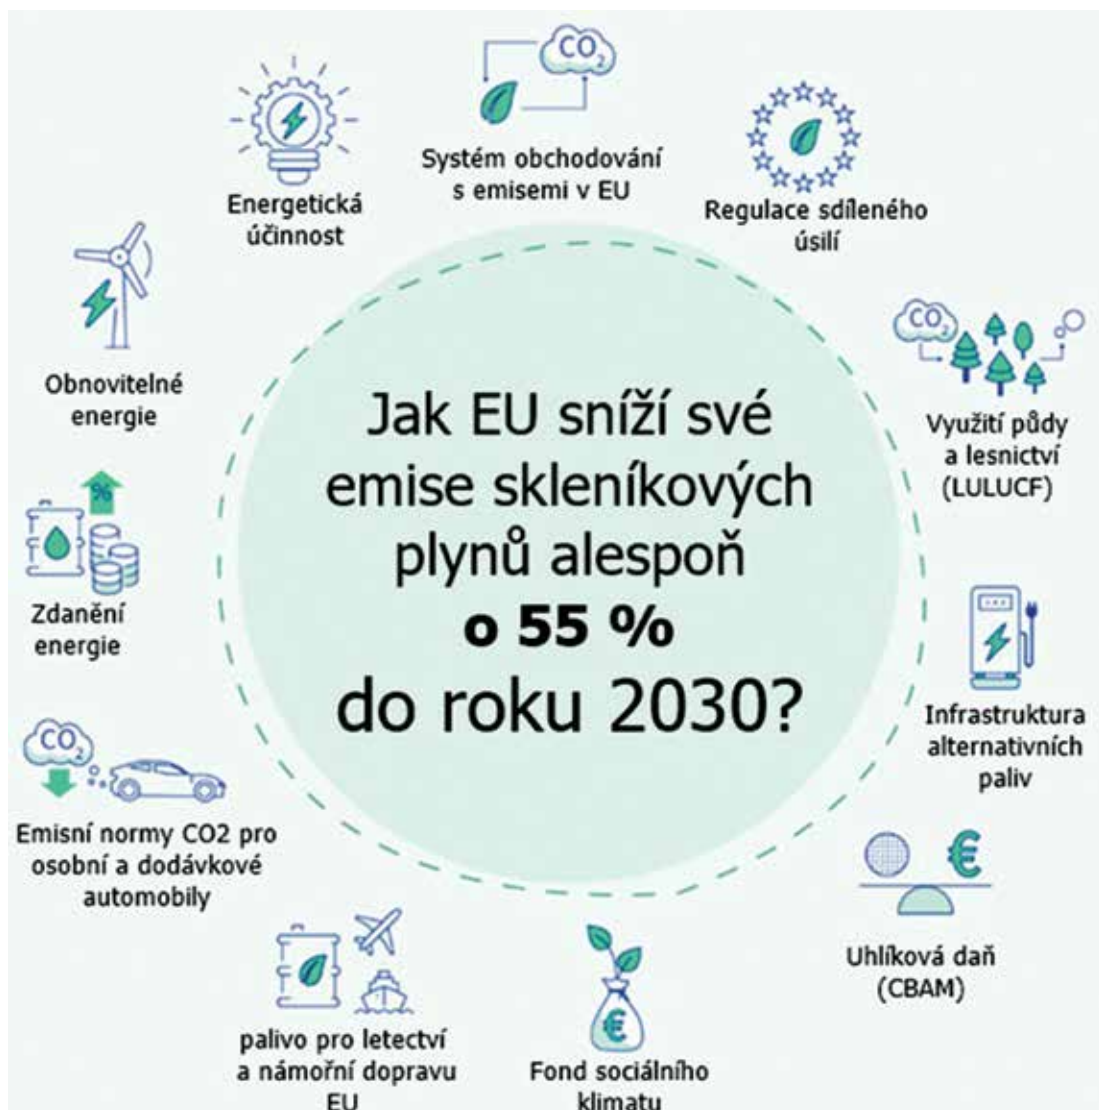 CO2
Systém obchodování
s emisemi v EU
Regulace sdíleného
úsilí
CO2
Využití půdy
a lesnictví
(LULUCF)
Infrastruktura
alternativních
paliv
€
Uhlíková daň
(CBAM)
€
Fond sociálního
klimatu
palivo pro letectví
a námořní dopravu
EU
CO2
Emisní normy CO2 pro
osobní a dodávkové
automobily
%
Zdanění
energie
Obnovitelné
energie
Energetická
účinnost
Jak EU sníží své
emise skleníkových
plynů alespoň
o 55 %
do roku 2030?